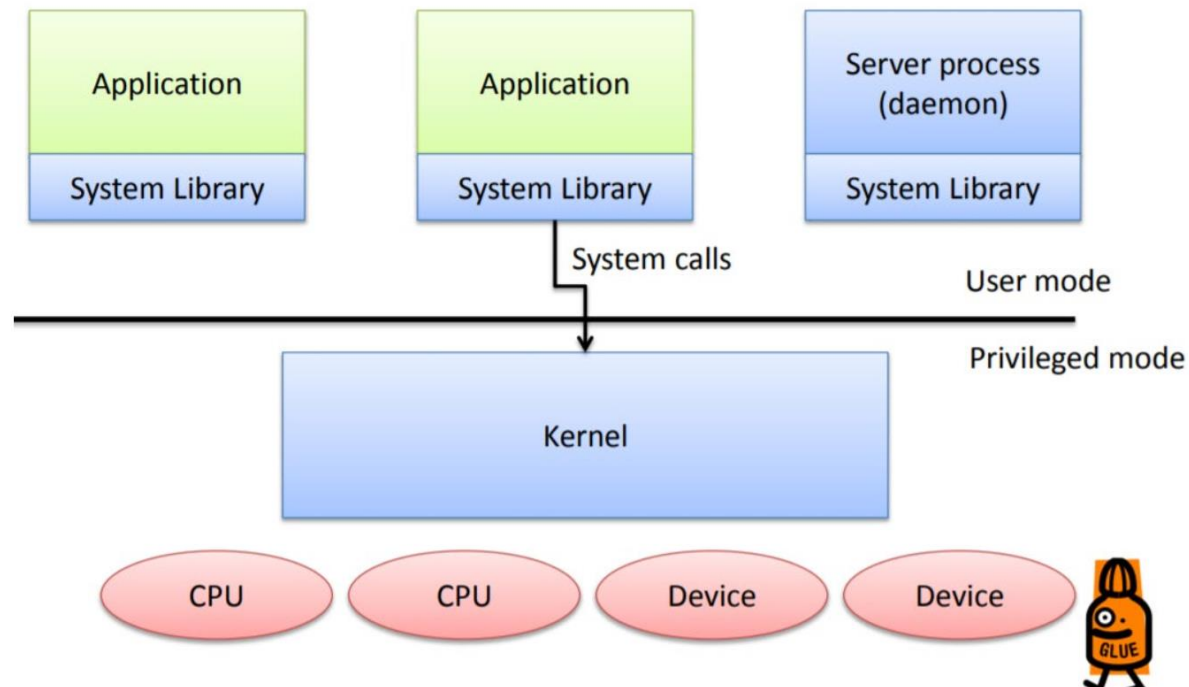 Application
Application
Server process
(daemon)
System Library
System Library
System Library
System calls
User mode
Privileged mode
Kernel
CPU
CPU
Device
Device
GLUE